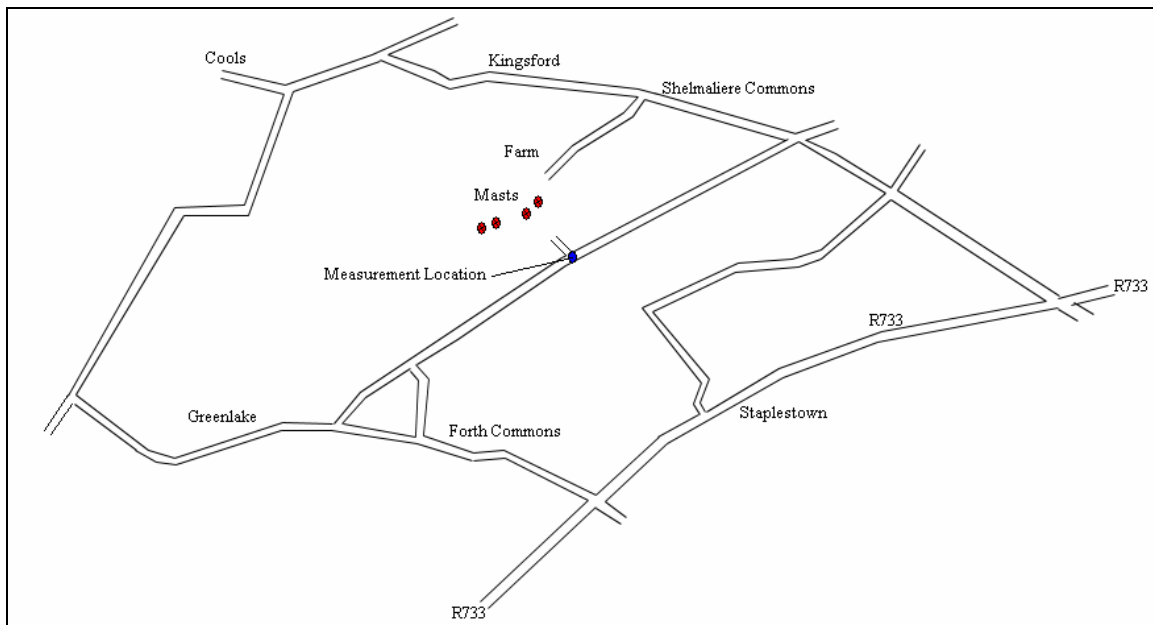 Cools
Kingsford
Shelmaliere Commons
Farm
Masts
Measurement Location
R733
R733
Greenlake
Staplestown
Forth Commons
R733